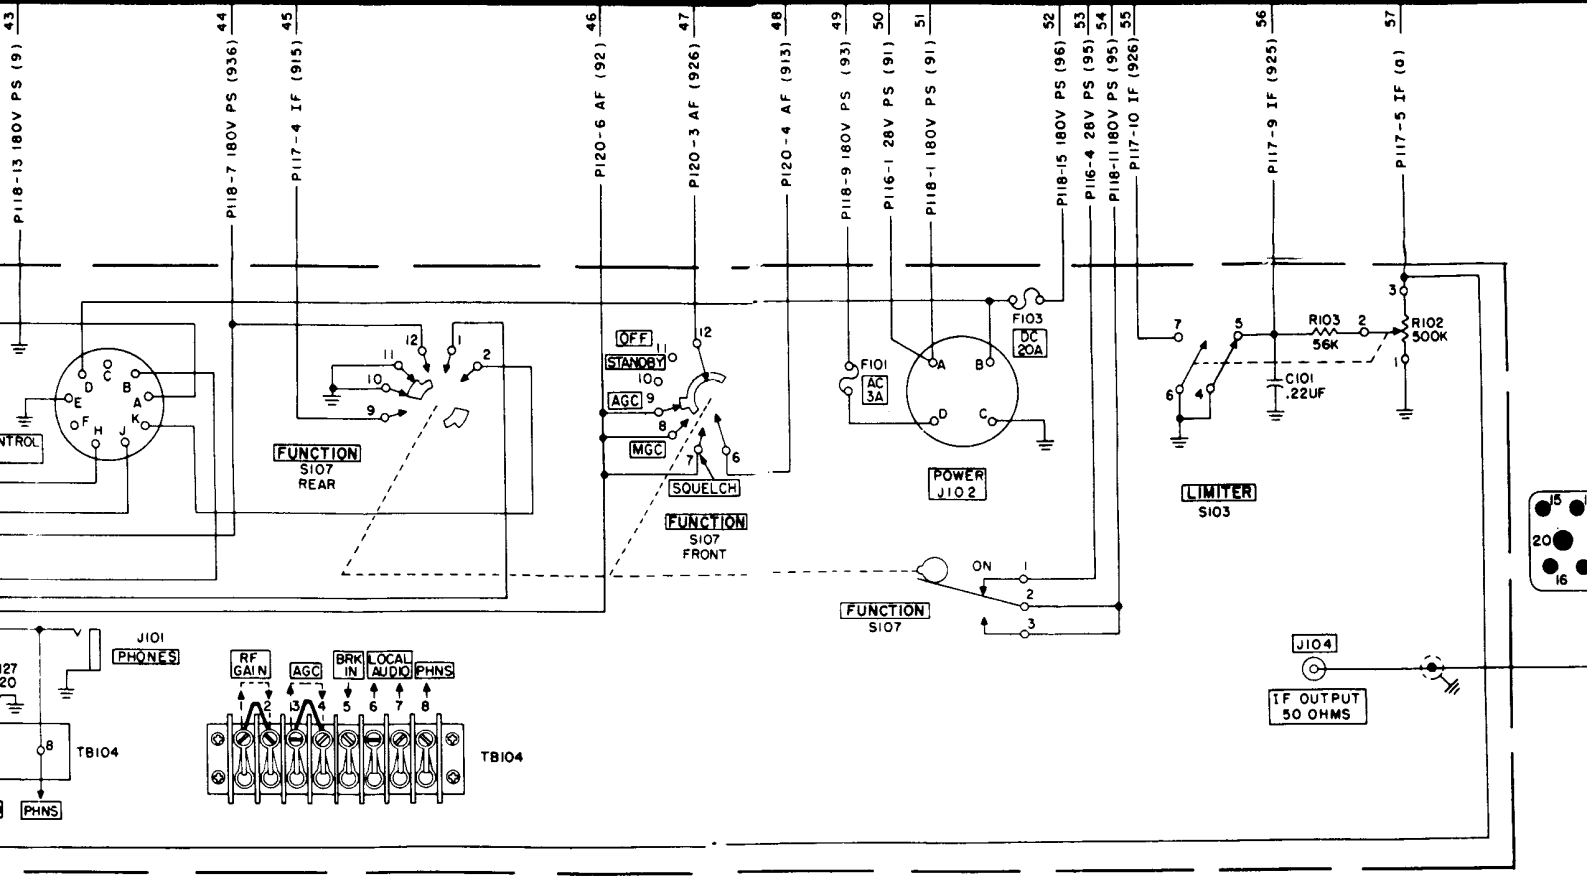 43
44
45
46
47
48
49
50
51
52
53
54
55
56
57
P118-13 180V PS (9)
P118-7 180V PS (936)
P117-4 IF (915)
P120-6 AF (92)
P120-3 AF (926)
P120-4 AF (913)
P118-9 180V PS (93)
P116-1 28V PS (91)
P118-1 180V PS (91)
P118-15 180V PS (96)
P116-4 28V PS (95)
P118-11 180V PS (95)
P117-10 IF (926)
P117-9 IF (925)
P117-5 IF (a)
D
C
B
E
A
F
K
H
J
NTROL
12
1
2
11
10
9
FUNCTION
S107
REAR
OFF
STANDBY
AGC
MGC
12
11
10
9
8
7
6
SQUELCH
FUNCTION
S107
FRONT
F101
AC
3A
A
B
D
C
F103
DC
20A
POWER
J102
7
5
6
4
R103
56K
2
3
R102
500K
1
C101
.22UF
LIMITER
S103
15
1
20
16
ON
1
2
3
FUNCTION
S107
J101
PHONES
127
20
8
TB104
PHNS
RF
GAIN
AGC
BRK
IN
LOCAL
AUDIO
PHNS
1
2
3
4
5
6
7
8
TB104
J104
IF OUTPUT
50 OHMS